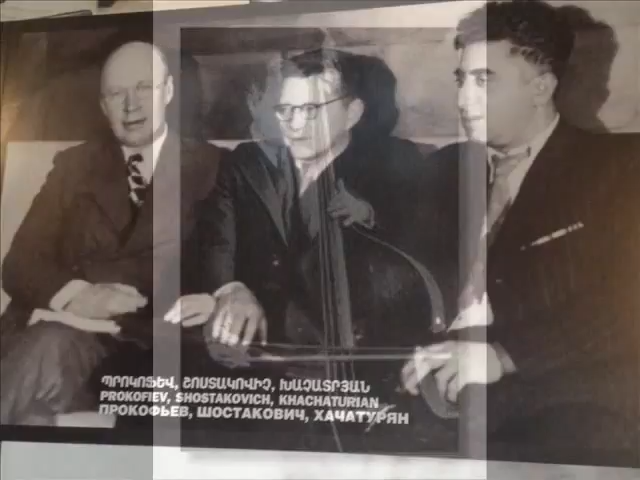 ՊՐՈԿՈՖԵՎ, ՇՈՍՏԱԿՈՎԻՉ, ԽԱՉԱՏՐՅԱՆ
PROKOFIEV, SHOSTAKOVICH, KHACHATURIAN
ПРОКОФЬЕВ, ШОСТАКОВИЧ, ХАЧАТУРЯН